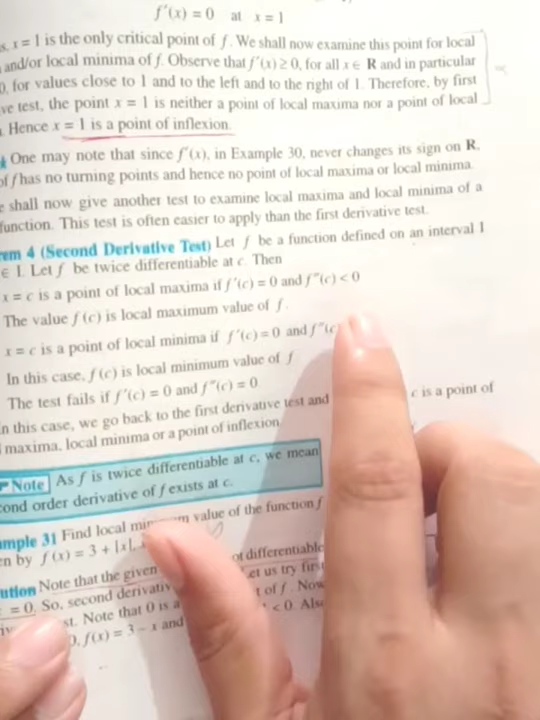 f'(x) = 0 at x = 1
x = 1 is the only critical point of f. We shall now examine this point for local
and/or local minima of f. Observe that f'(x) ≥ 0, for all x ∈ R and in particular
0, for values close to 1 and to the left and to the right of 1. Therefore, by first
ve test, the point x = 1 is neither a point of local maxima nor a point of local
Hence x = 1 is a point of inflexion.
One may note that since f'(x), in Example 30, never changes its sign on R,
of f has no turning points and hence no point of local maxima or local minima.
e shall now give another test to examine local maxima and local minima of a
function. This test is often easier to apply than the first derivative test.
rem 4 (Second Derivative Test) Let f be a function defined on an interval I
∈ I. Let f be twice differentiable at c. Then
x = c is a point of local maxima if f'(c) = 0 and f"(c) < 0
The value f (c) is local maximum value of f.
x = c is a point of local minima if f'(c) = 0 and f"(c
In this case, f (c) is local minimum value of f
The test fails if f'(c) = 0 and f"(c) = 0
In this case, we go back to the first derivative test and c is a point of
maxima, local minima or a point of inflexion.
Note As f is twice differentiable at c, we mean
cond order derivative of f exists at c.
ample 31 Find local value of the function f
en by f(x) = 3 + |x|,
ution Note that the given ot differentiable
= 0. So, second derivativ et us try first
st. Note that 0 is a t of f. Now
0, f(x) = 3 – x and < 0. Als